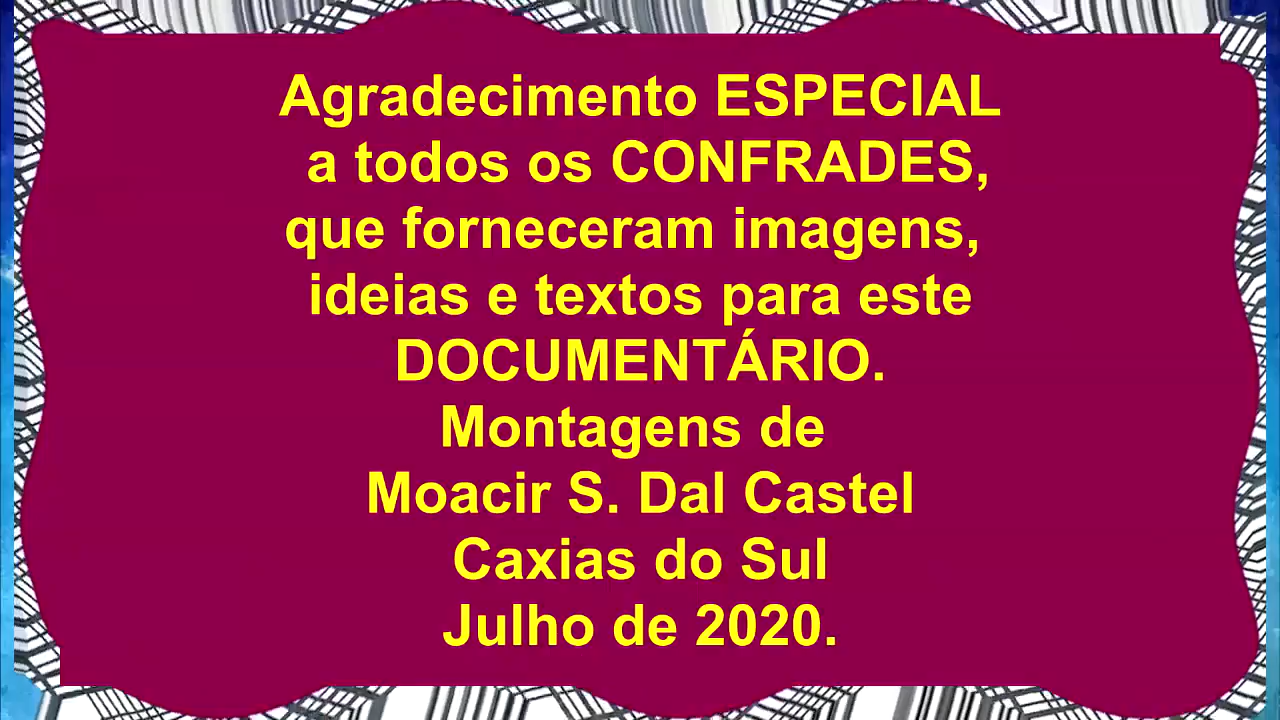 Agradecimento ESPECIAL
a todos os CONFRADES,
que forneceram imagens,
ideias e textos para este
DOCUMENTÁRIO.
Montagens de
Moacir S. Dal Castel
Caxias do Sul
Julho de 2020.